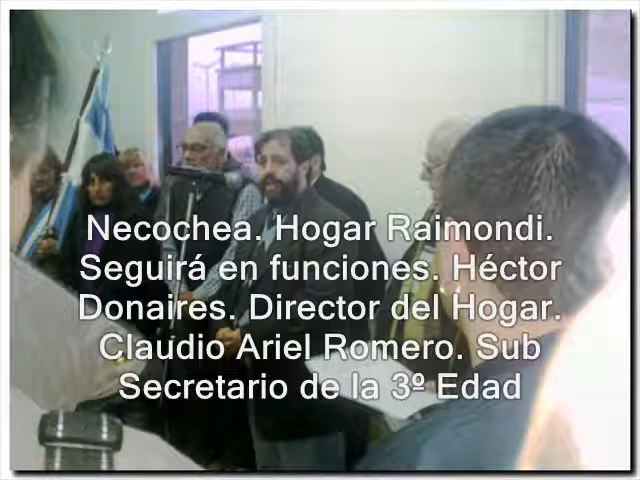 Necochea. Hogar Raimondi.
Seguirá en funciones. Héctor
Donaires. Director del Hogar.
Claudio Ariel Romero. Sub
Secretario de la 3º Edad